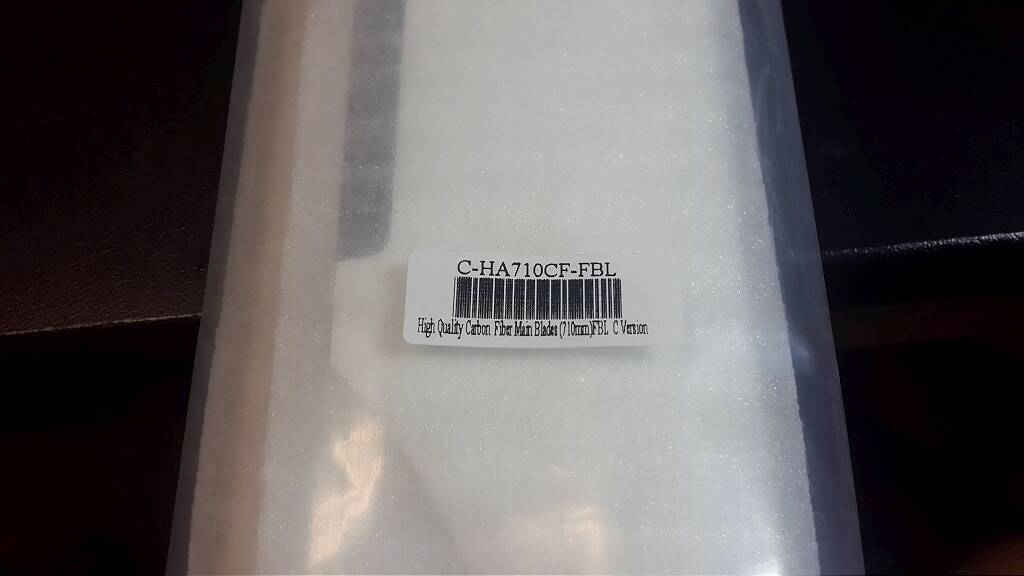 C-HA710CF-FBL
High Quality Carbon Fiber Main Blades (710mm)FBL C Version